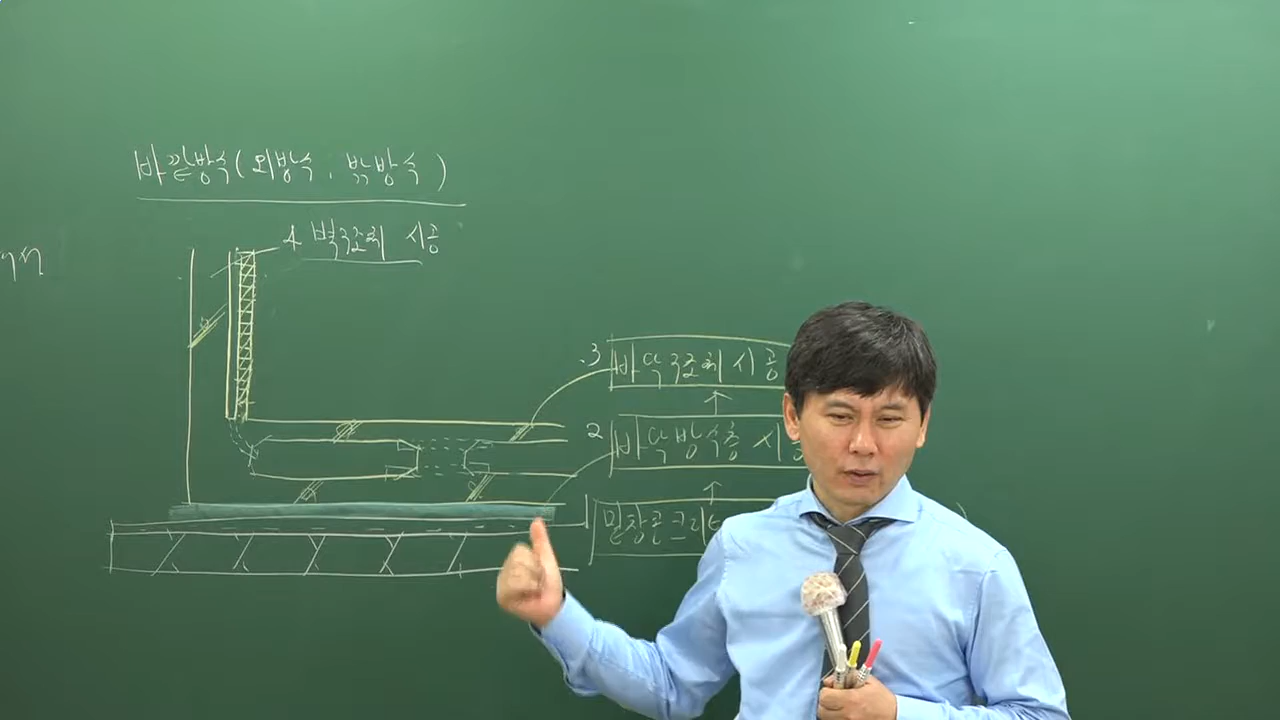 바깥방수(외방수, 밖방수)
4 벽구조체 시공
.3 바닥구조체 시공
↑
2 바닥방수층 시공
↑
1 밑창콘크리트